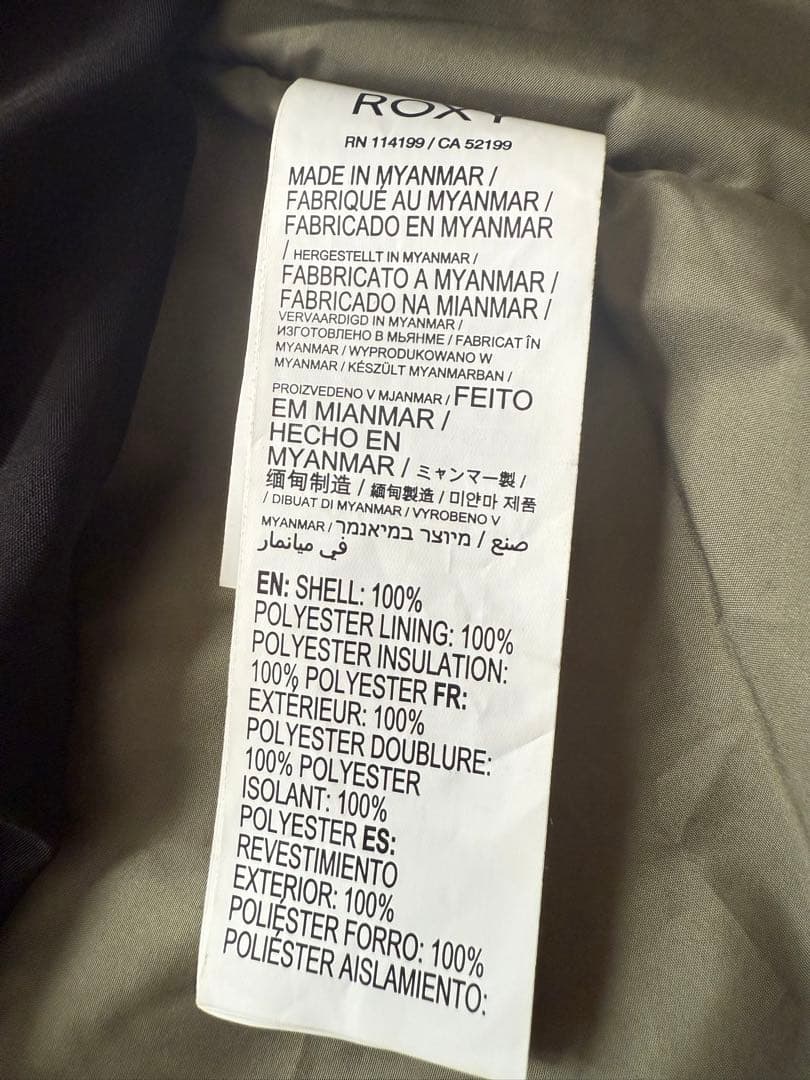 ROXY
RN 114199 / CA 52199
MADE IN MYANMAR /
FABRIQUÉ AU MYANMAR /
FABRICADO EN MYANMAR
/ HERGESTELLT IN MYANMAR /
FABBRICATO A MYANMAR /
FABRICADO NA MIANMAR /
VERVAARDIGD IN MYANMAR /
ИЗГОТОВЛЕНО В МЬЯНМЕ / FABRICAT ÎN
MYANMAR / WYPRODUKOWANO W
MYANMAR / KÉSZÜLT MYANMARBAN /
PROIZVEDENO V MJANMAR / FEITO
EM MIANMAR /
HECHO EN
MYANMAR / ミャンマー製 /
缅甸制造 / 緬甸製造 / 미얀마 제품
/ DIBUAT DI MYANMAR / VYROBENO V
MYANMAR / מיוצר במיאנמר / صنع
في ميانمار
EN: SHELL: 100%
POLYESTER LINING: 100%
POLYESTER INSULATION:
100% POLYESTER FR:
EXTÉRIEUR: 100%
POLYESTER DOUBLURE:
100% POLYESTER
ISOLANT: 100%
POLYESTER ES:
REVESTIMIENTO
EXTERIOR: 100%
POLIÉSTER FORRO: 100%
POLIÉSTER AISLAMIENTO: